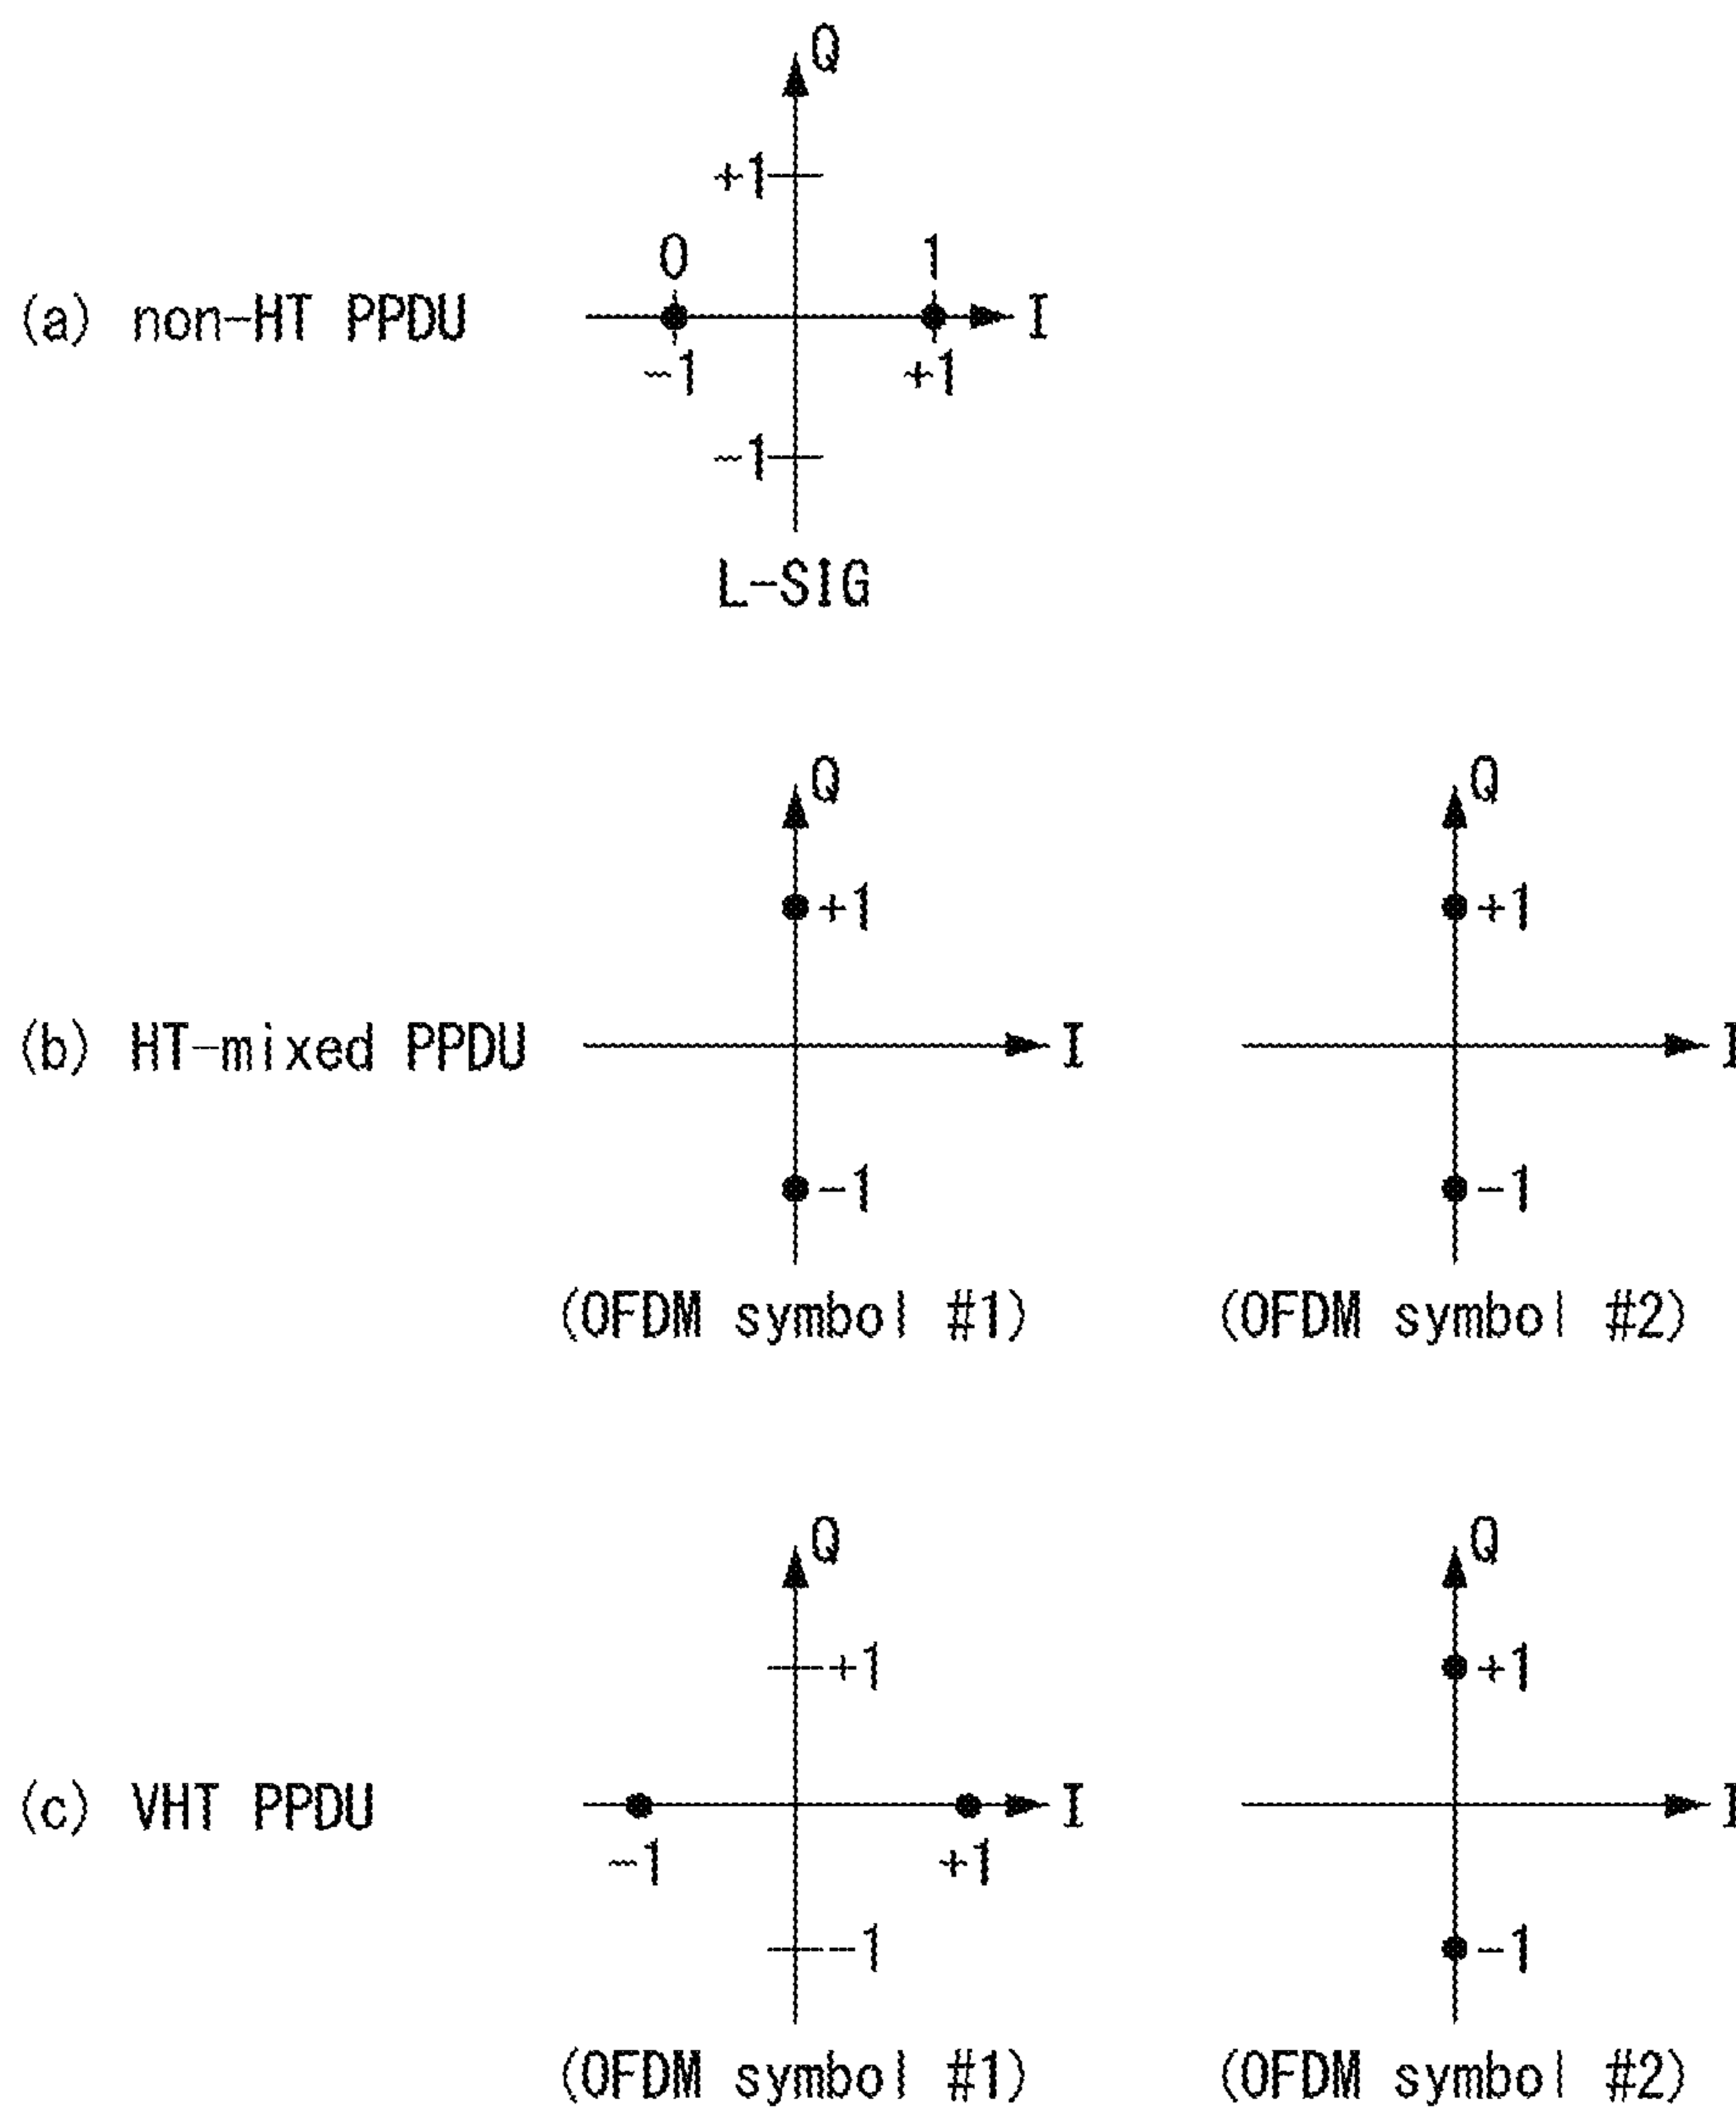 Q
+1
0 1
(a) non-HT PPDU I
-1 +1
-1
L-SIG
Q Q
+1 +1
(b) HT-mixed PPDU I I
-1 -1
(OFDM symbol #1) (OFDM symbol #2)
Q Q
+1 +1
(c) VHT PPDU I I
-1 +1
-1 -1
(OFDM symbol #1) (OFDM symbol #2)